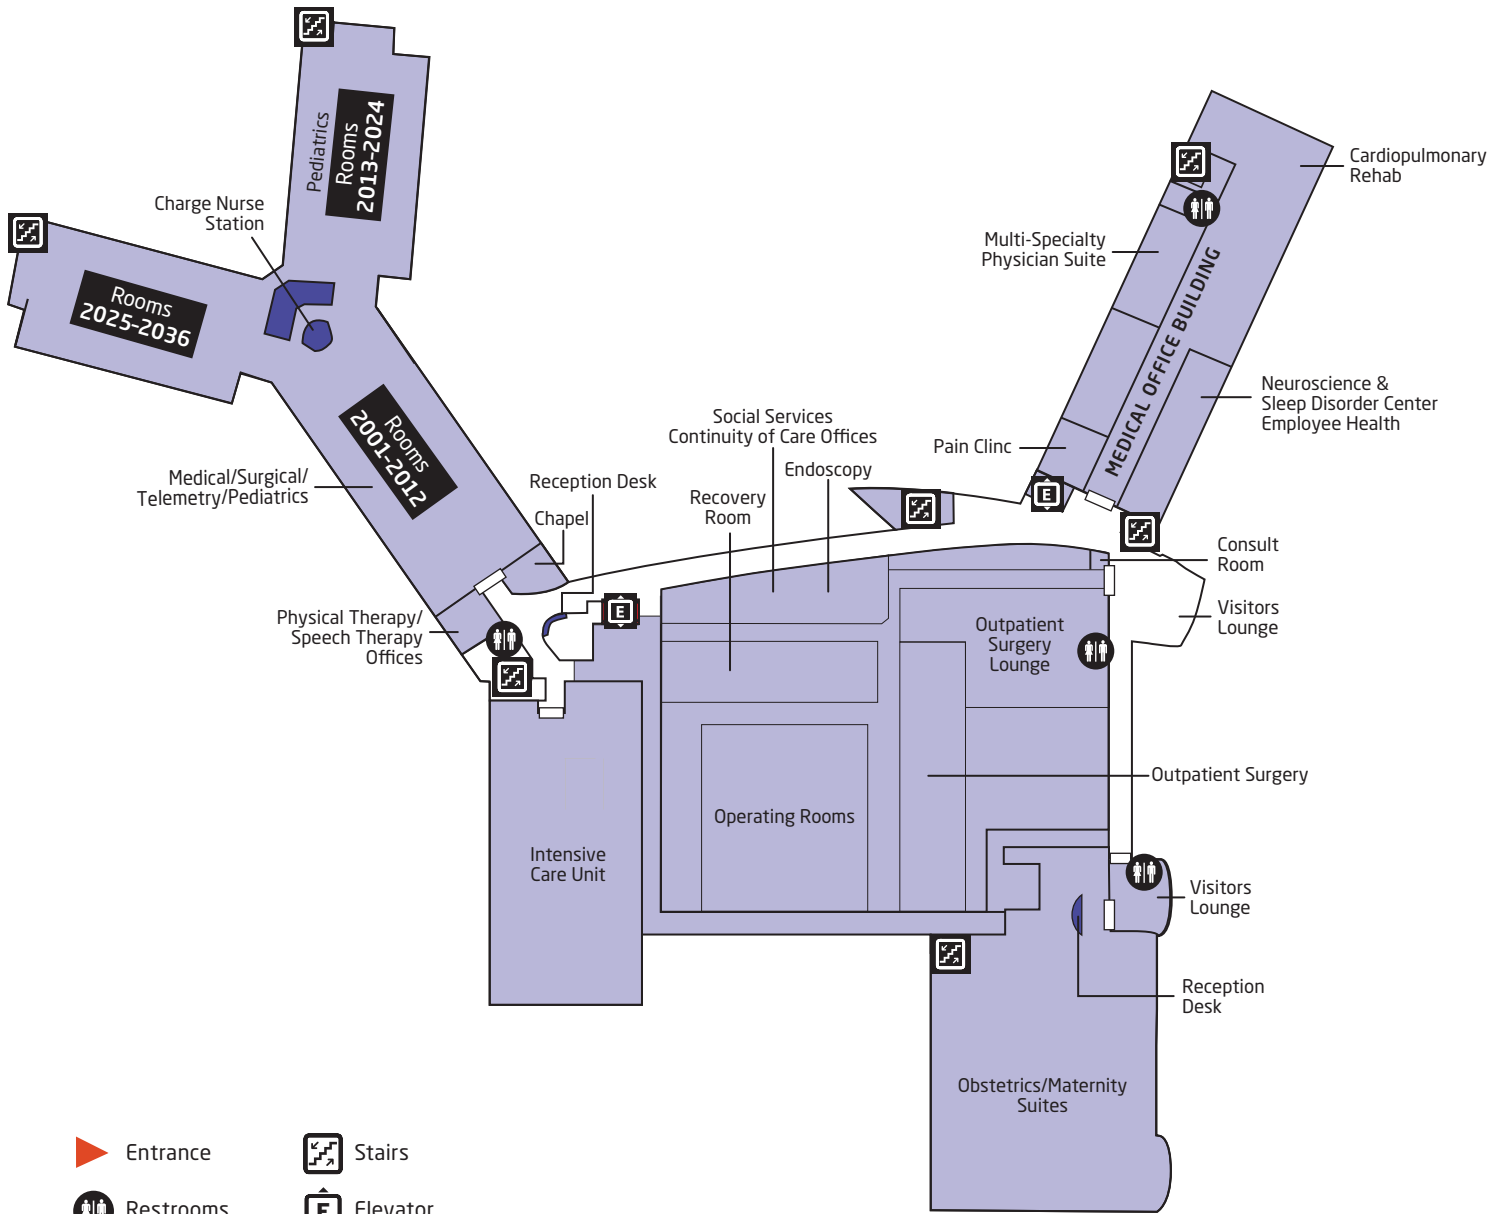 Pediatrics
Rooms
2013-2024
Charge Nurse
Station
Rooms
2025-2036
Rooms
2001-2012
Medical/Surgical/
Telemetry/Pediatrics
Reception Desk
Chapel
Physical Therapy/
Speech Therapy
Offices
E
Social Services
Continuity of Care Offices
Endoscopy
Recovery
Room
Cardiopulmonary
Rehab
Multi-Specialty
Physician Suite
MEDICAL OFFICE BUILDING
Neuroscience &
Sleep Disorder Center
Employee Health
Pain Clinc
E
Consult
Room
Visitors
Lounge
Outpatient
Surgery
Lounge
Outpatient Surgery
Operating Rooms
Intensive
Care Unit
Visitors
Lounge
Reception
Desk
Obstetrics/Maternity
Suites
Entrance
Stairs
Restrooms
E
Elevator